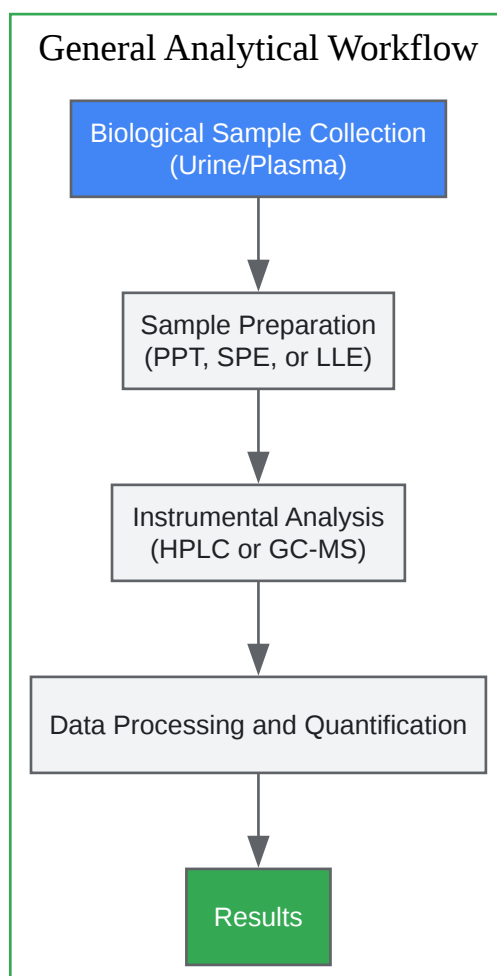 General Analytical Workflow
Biological Sample Collection
(Urine/Plasma)
Sample Preparation
(PPT, SPE, or LLE)
Instrumental Analysis
(HPLC or GC-MS)
Data Processing and Quantification
Results